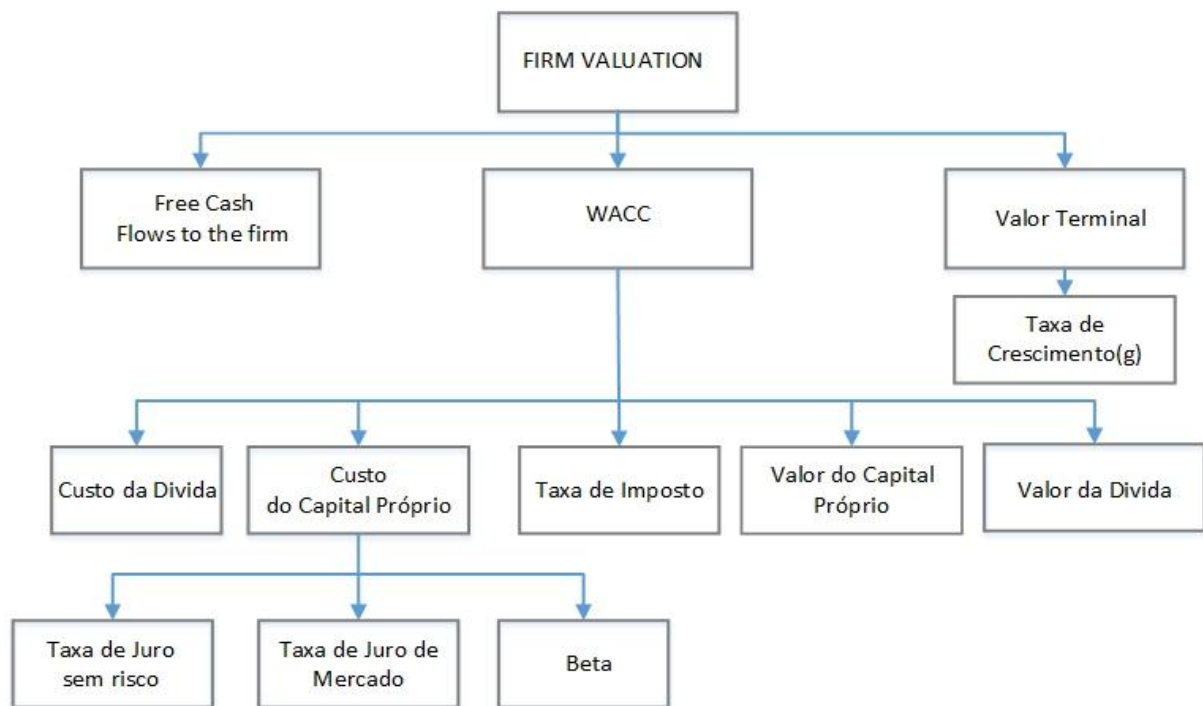 FIRM VALUATION
Free Cash
Flows to the firm
WACC
Valor Terminal
Taxa de
Crescimento(g)
Custo da Divida
Custo
do Capital Próprio
Taxa de Imposto
Valor do Capital
Próprio
Valor da Divida
Taxa de Juro
sem risco
Taxa de Juro de
Mercado
Beta